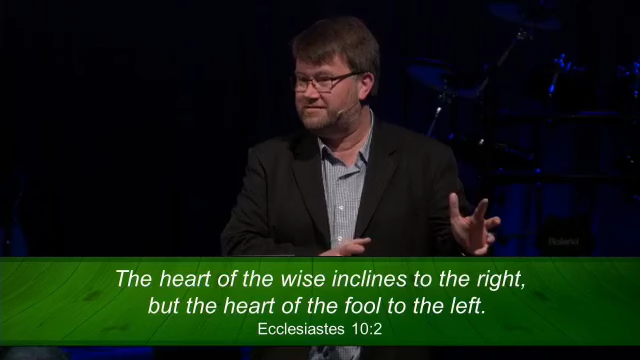 Roland
The heart of the wise inclines to the right,
but the heart of the fool to the left.
Ecclesiastes 10:2